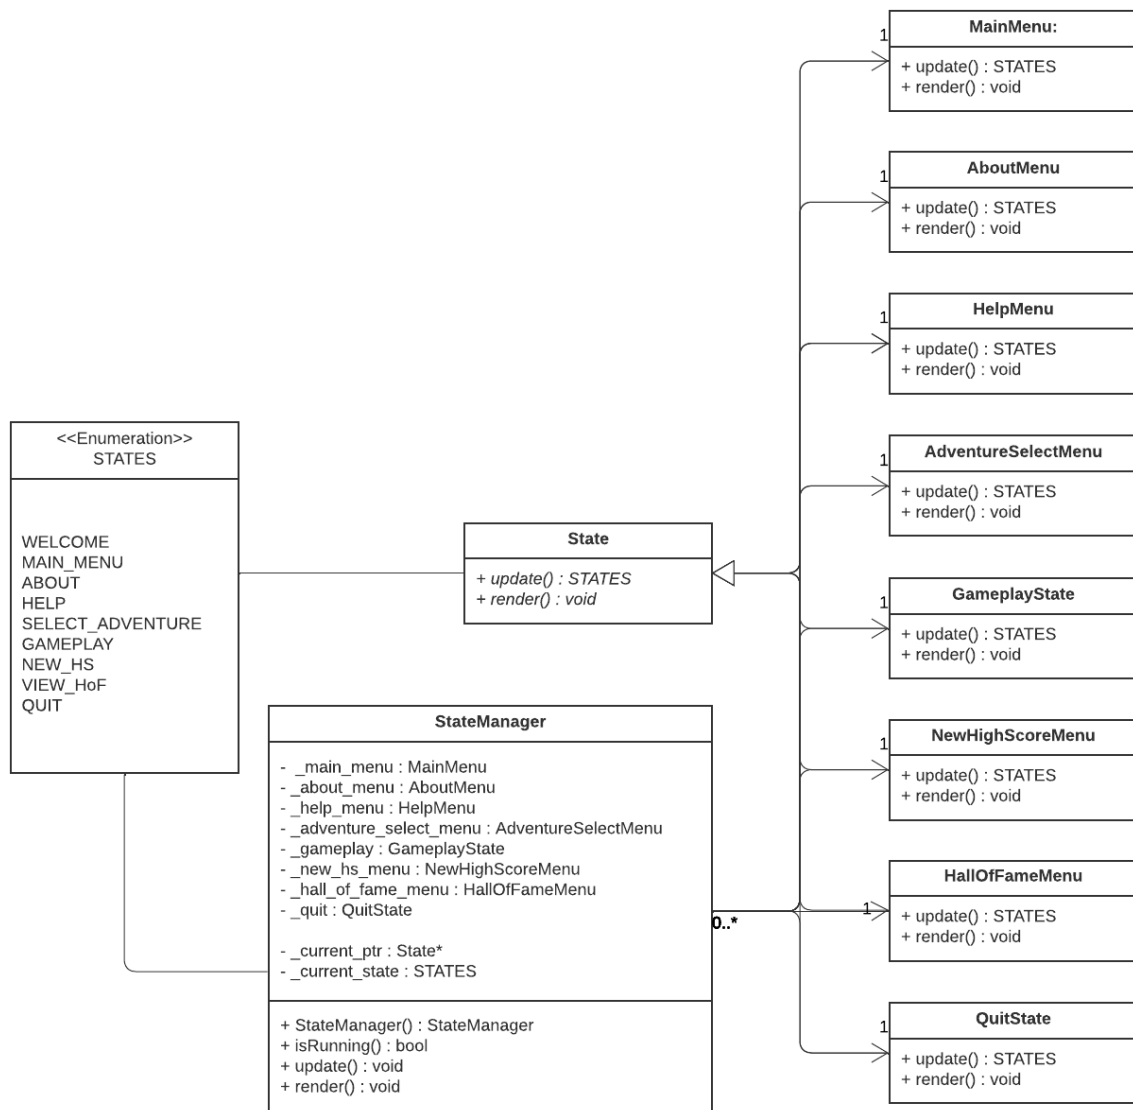 1
MainMenu:
+ update() : STATES
+ render() : void
1
AboutMenu
+ update() : STATES
+ render() : void
1
HelpMenu
+ update() : STATES
+ render() : void
<<Enumeration>>
STATES
WELCOME
MAIN_MENU
ABOUT
HELP
SELECT_ADVENTURE
GAMEPLAY
NEW_HS
VIEW_HoF
QUIT
State
+ update() : STATES
+ render() : void
1
AdventureSelectMenu
+ update() : STATES
+ render() : void
1
GameplayState
+ update() : STATES
+ render() : void
StateManager
- _main_menu : MainMenu
- _about_menu : AboutMenu
- _help_menu : HelpMenu
- _adventure_select_menu : AdventureSelectMenu
- _gameplay : GameplayState
- _new_hs_menu : NewHighScoreMenu
- _hall_of_fame_menu : HallOfFameMenu
- _quit : QuitState
- _current_ptr : State*
- _current_state : STATES
+ StateManager() : StateManager
+ isRunning() : bool
+ update() : void
+ render() : void
0..*
1
NewHighScoreMenu
+ update() : STATES
+ render() : void
1
HallOfFameMenu
+ update() : STATES
+ render() : void
1
QuitState
+ update() : STATES
+ render() : void